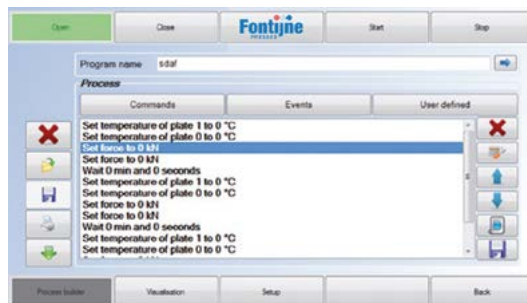 Open
Close
Fontijne
PRESSES
Start
Stop
Program name sdaf
Process
Commands
Events
User defined
Set temperature of plate 1 to 0 °C
Set temperature of plate 0 to 0 °C
Set force to 0 kN
Set force to 0 kN
Wait 0 min and 0 seconds
Set temperature of plate 1 to 0 °C
Set temperature of plate 0 to 0 °C
Set force to 0 kN
Set force to 0 kN
Wait 0 min and 0 seconds
Set temperature of plate 1 to 0 °C
Set temperature of plate 0 to 0 °C
Process builder
Visualisation
Setup
Back